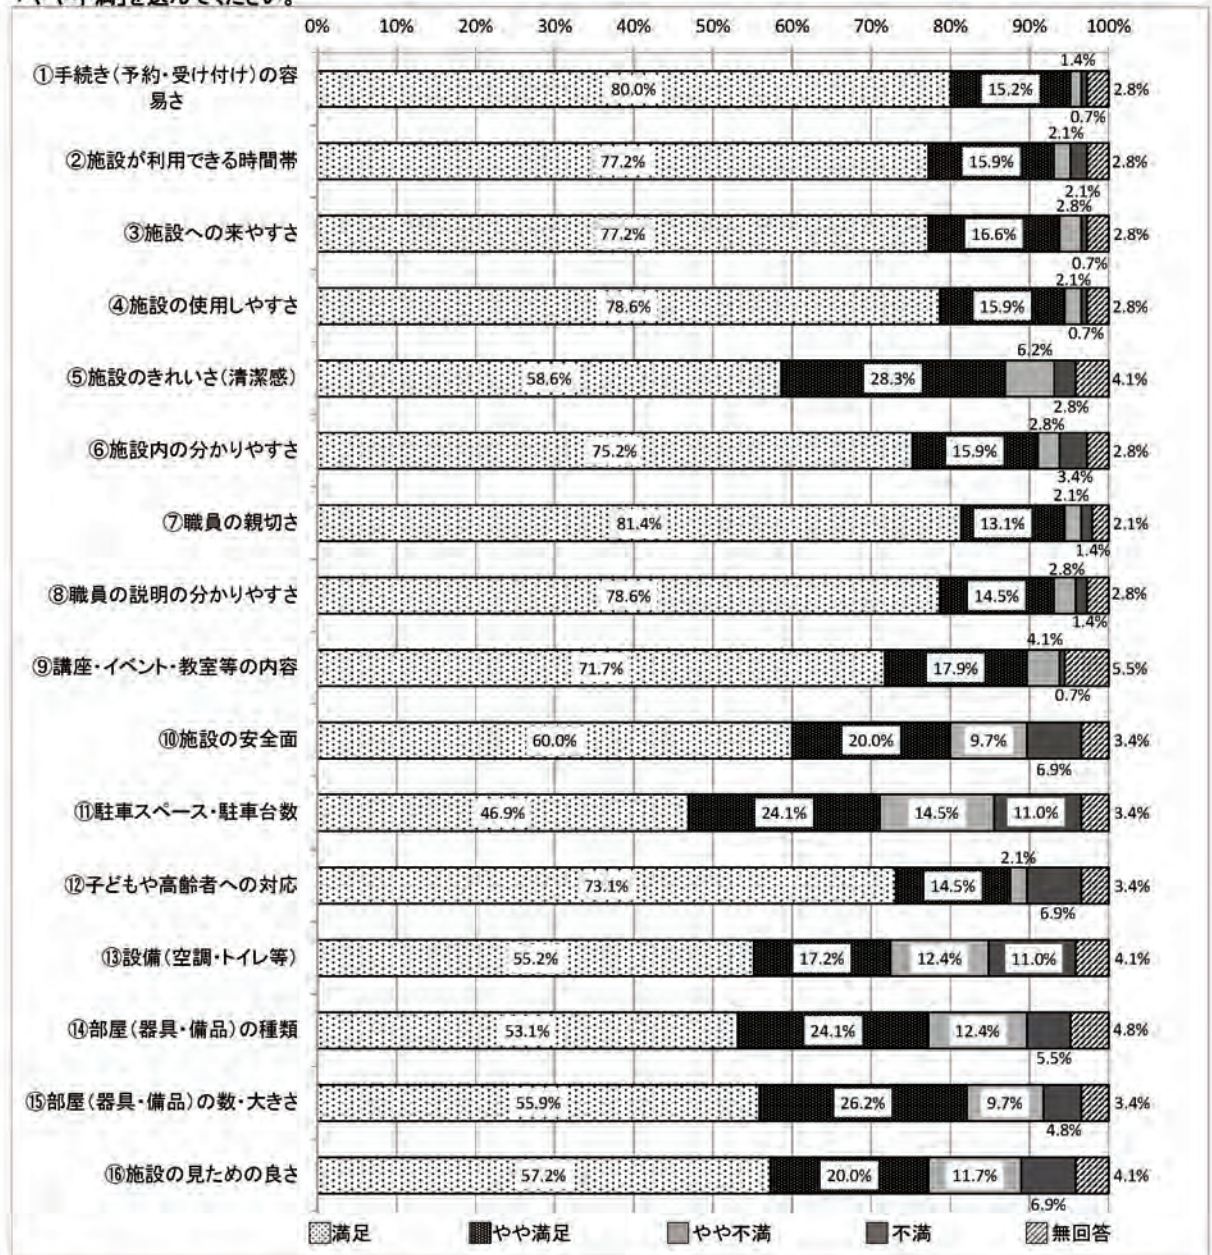 0% 10% 20% 30% 40% 50% 60% 70% 80% 90% 100%
1.4%
①手続き(予約・受け付け)の容
易さ
80.0% 15.2% 2.8%
0.7%
2.1%
②施設が利用できる時間帯 77.2% 15.9% 2.8%
2.1%
2.8%
③施設への来やすさ 77.2% 16.6% 2.8%
0.7%
2.1%
④施設の使用しやすさ 78.6% 15.9% 2.8%
0.7%
6.2%
⑤施設のきれいさ(清潔感) 58.6% 28.3% 4.1%
2.8%
2.8%
⑥施設内の分かりやすさ 75.2% 15.9% 2.8%
3.4%
2.1%
⑦職員の親切さ 81.4% 13.1% 2.1%
1.4%
2.8%
⑧職員の説明の分かりやすさ 78.6% 14.5% 2.8%
1.4%
4.1%
⑨講座・イベント・教室等の内容 71.7% 17.9% 5.5%
0.7%
⑩施設の安全面 60.0% 20.0% 9.7% 3.4%
6.9%
⑪駐車スペース・駐車台数 46.9% 24.1% 14.5% 11.0% 3.4%
2.1%
⑫子どもや高齢者への対応 73.1% 14.5% 3.4%
6.9%
⑬設備(空調・トイレ等) 55.2% 17.2% 12.4% 11.0% 4.1%
⑭部屋(器具・備品)の種類 53.1% 24.1% 12.4% 4.8%
5.5%
⑮部屋(器具・備品)の数・大きさ 55.9% 26.2% 9.7% 3.4%
4.8%
⑯施設の見ための良さ 57.2% 20.0% 11.7% 4.1%
6.9%
満足 やや満足 やや不満 不満 無回答